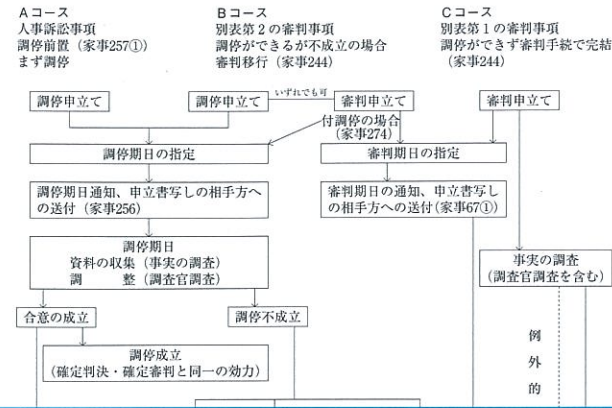 Aコース
人事訴訟事項
調停前置（家事257①）
まず調停
Bコース
別表第2の審判事項
調停ができるが不成立の場合
審判移行（家事244）
Cコース
別表第1の審判事項
調停ができず審判手続で完結
（家事244）
調停申立て
調停申立て
いずれでも可
審判申立て
審判申立て
付調停の場合
（家事274）
調停期日の指定
審判期日の指定
調停期日通知、申立書写しの相手方へ
の送付（家事256）
審判期日の通知、申立書写し
の相手方への送付（家事67①）
調停期日
資料の収集（事実の調査）
調　　整（調査官調査）
事実の調査
（調査官調査を含む）
合意の成立
調停不成立
調停成立
（確定判決・確定審判と同一の効力）
例
外
的